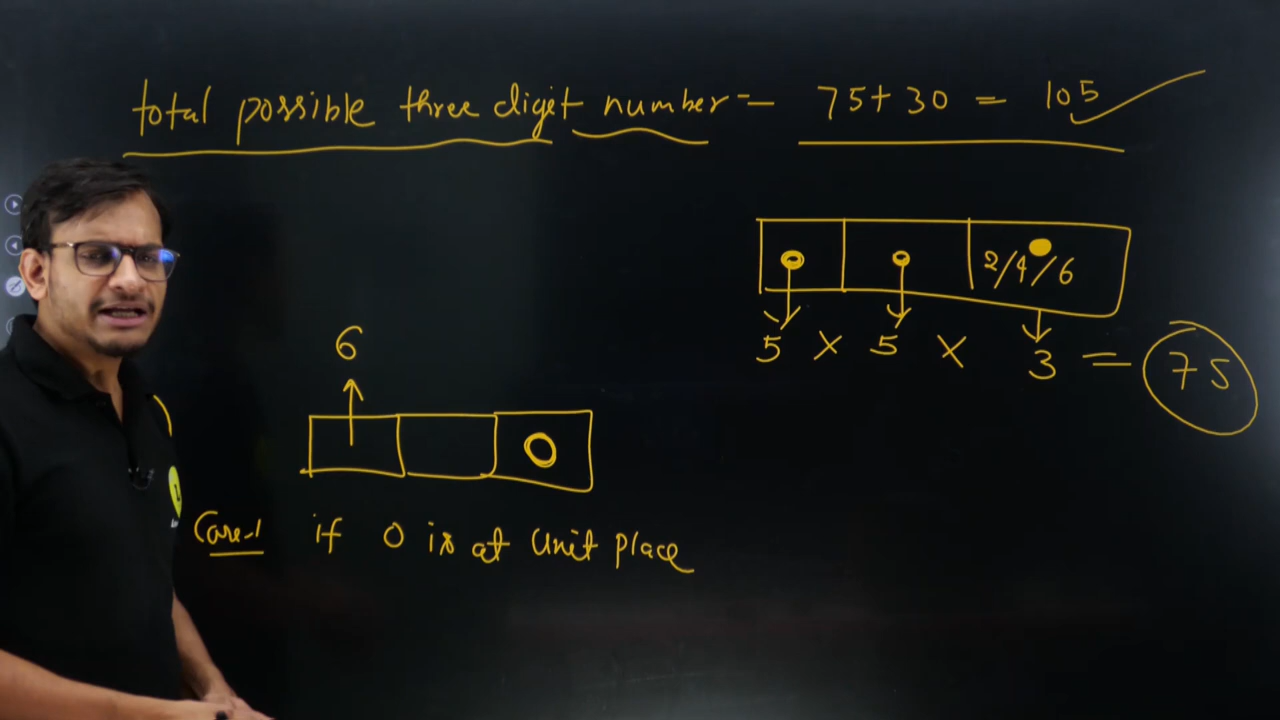 total possible three digit number - 75 + 30 = 105
2/4/6
5 × 5 × 3 = 75
6
0
Case-1 if 0 is at unit place